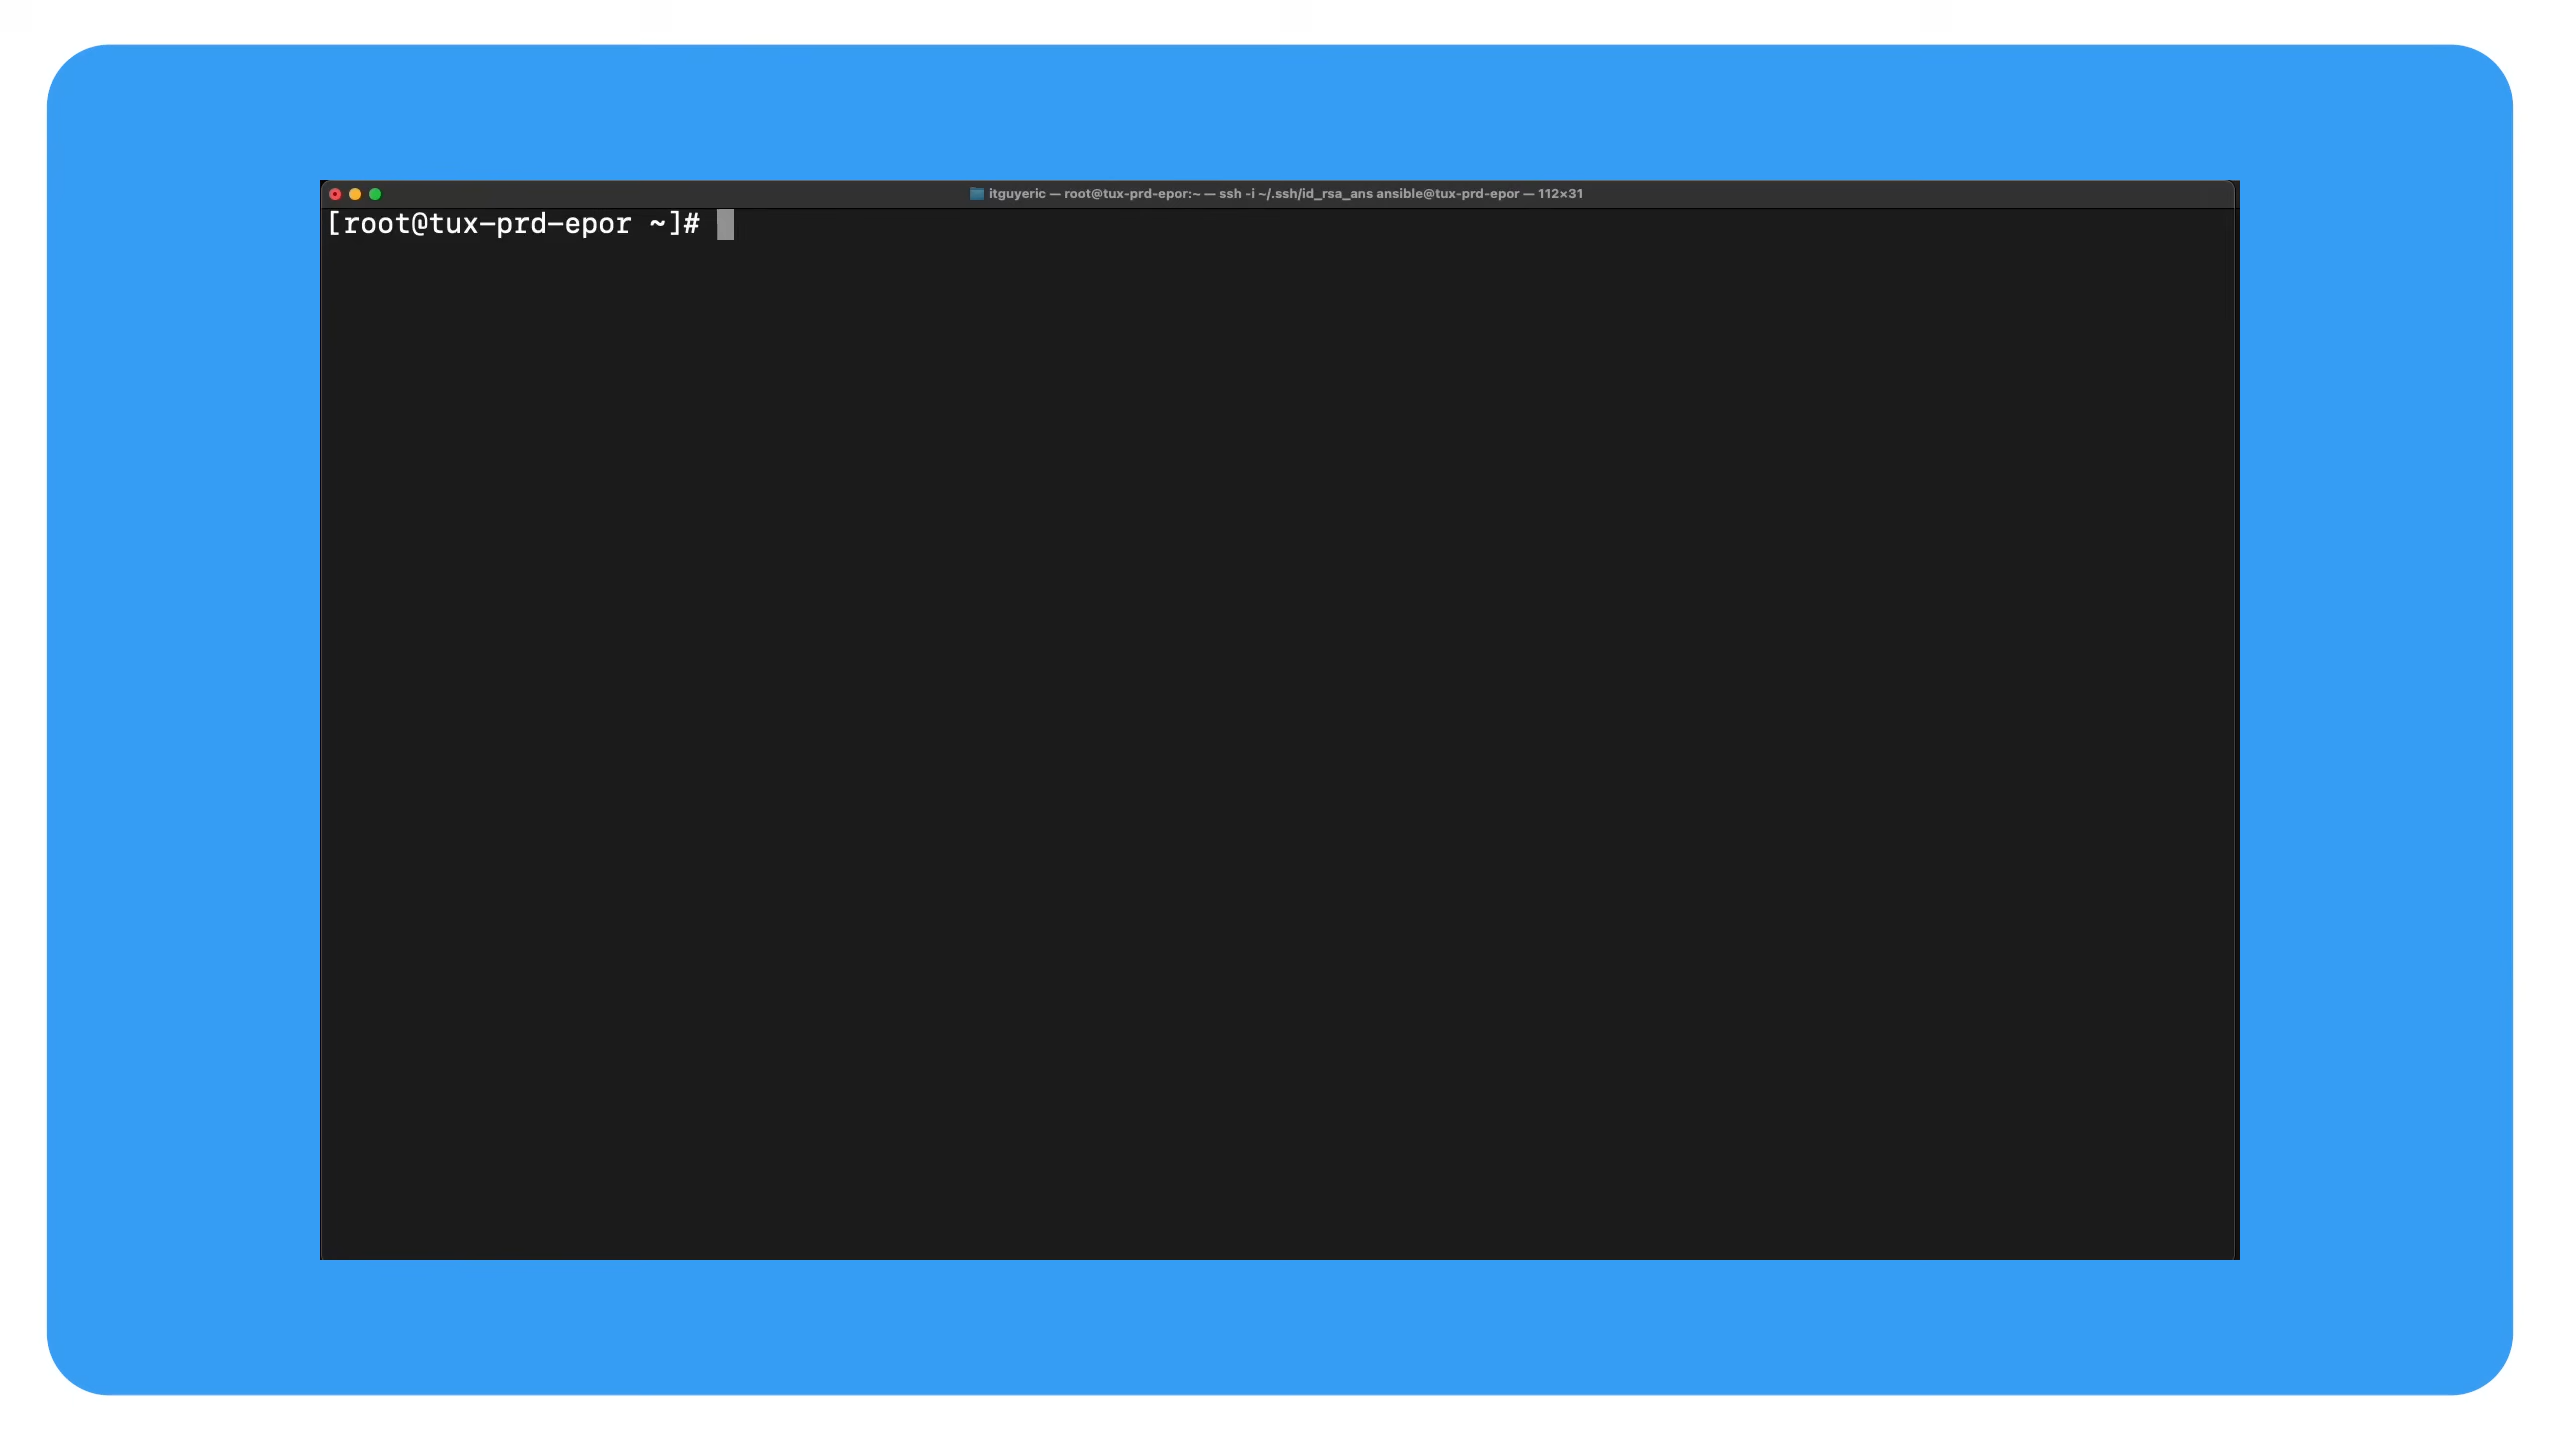 itguyeric — root@tux-prd-epor:~ — ssh -i ~/.ssh/id_rsa_ans ansible@tux-prd-epor — 112×31
[root@tux-prd-epor ~]#